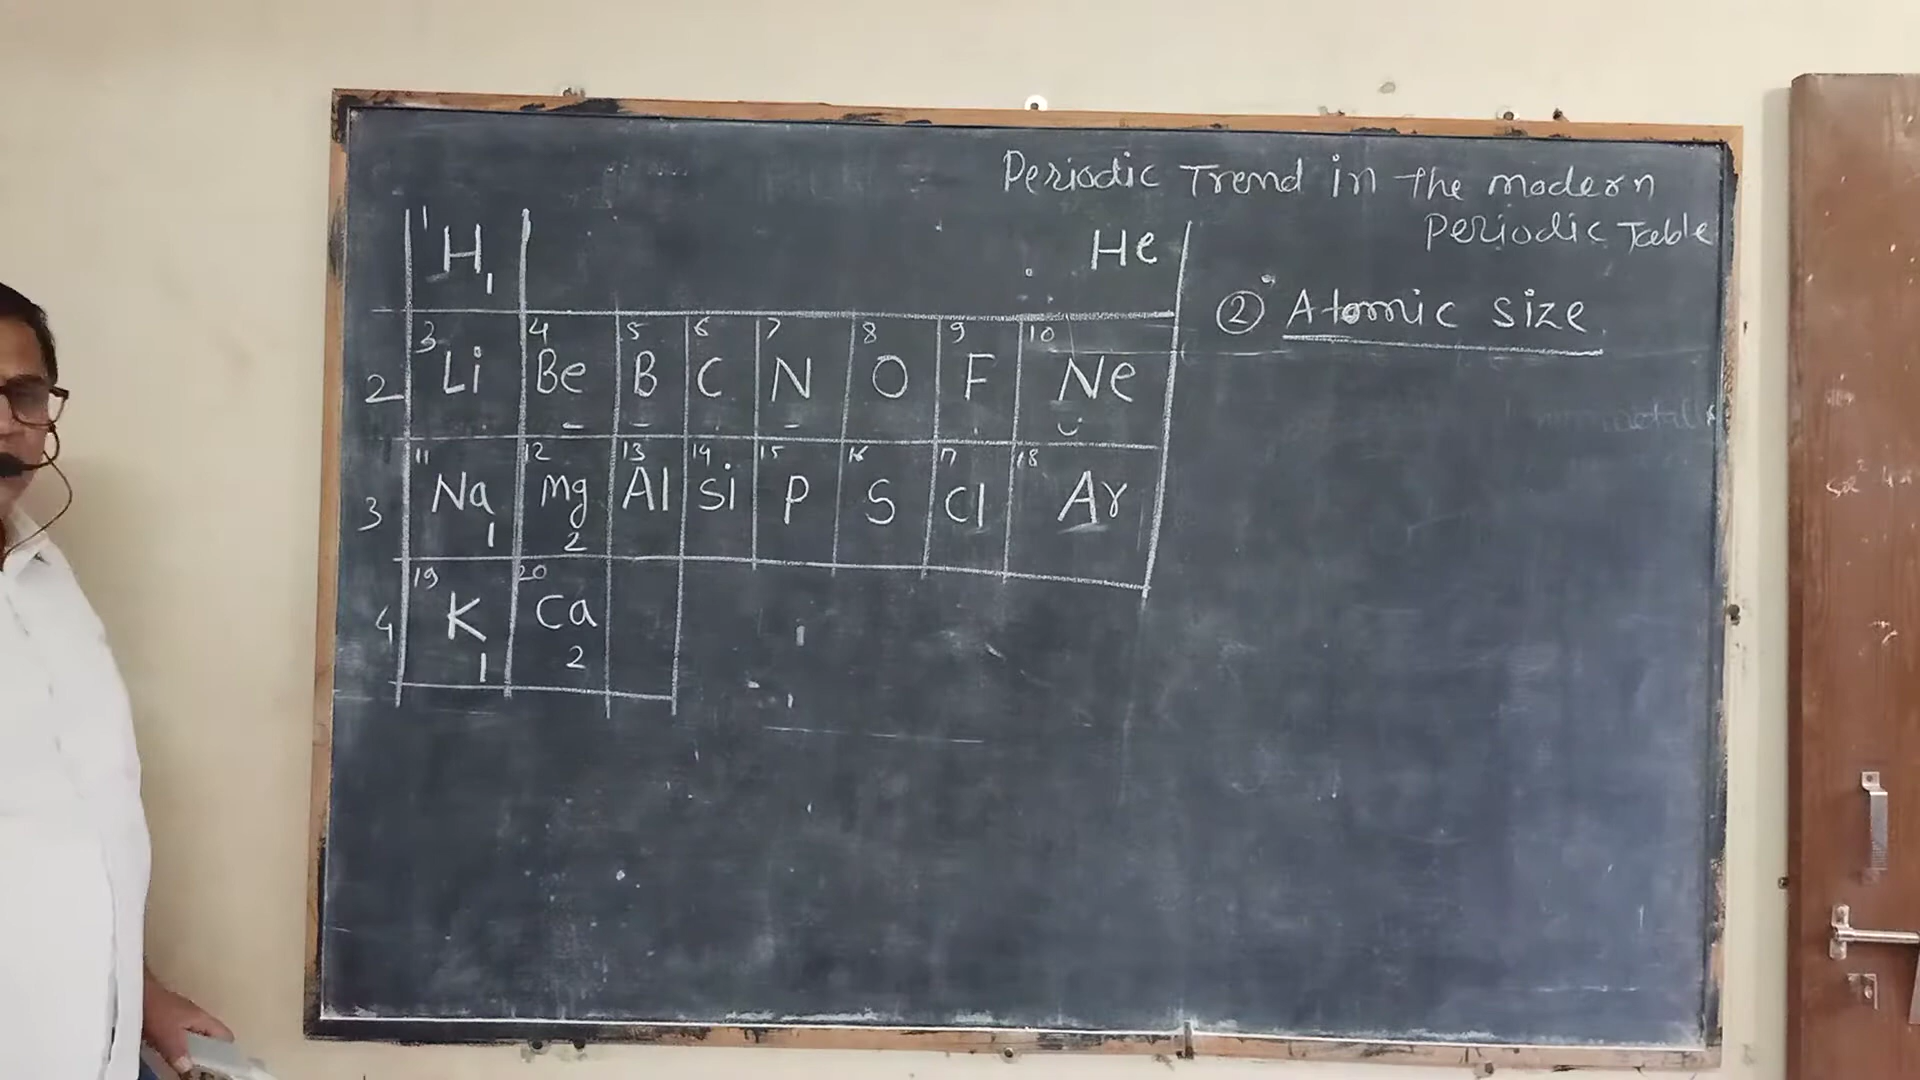 Periodic Trend in the modern
Periodic Table
1 H 1 He
② Atomic size
3 4 5 6 7 8 9 10
2 Li Be B C N O F Ne
11 12 13 14 15 16 17 18
3 Na Mg Al Si P S Cl Ar
1 2
19 20
4 K Ca
1 2